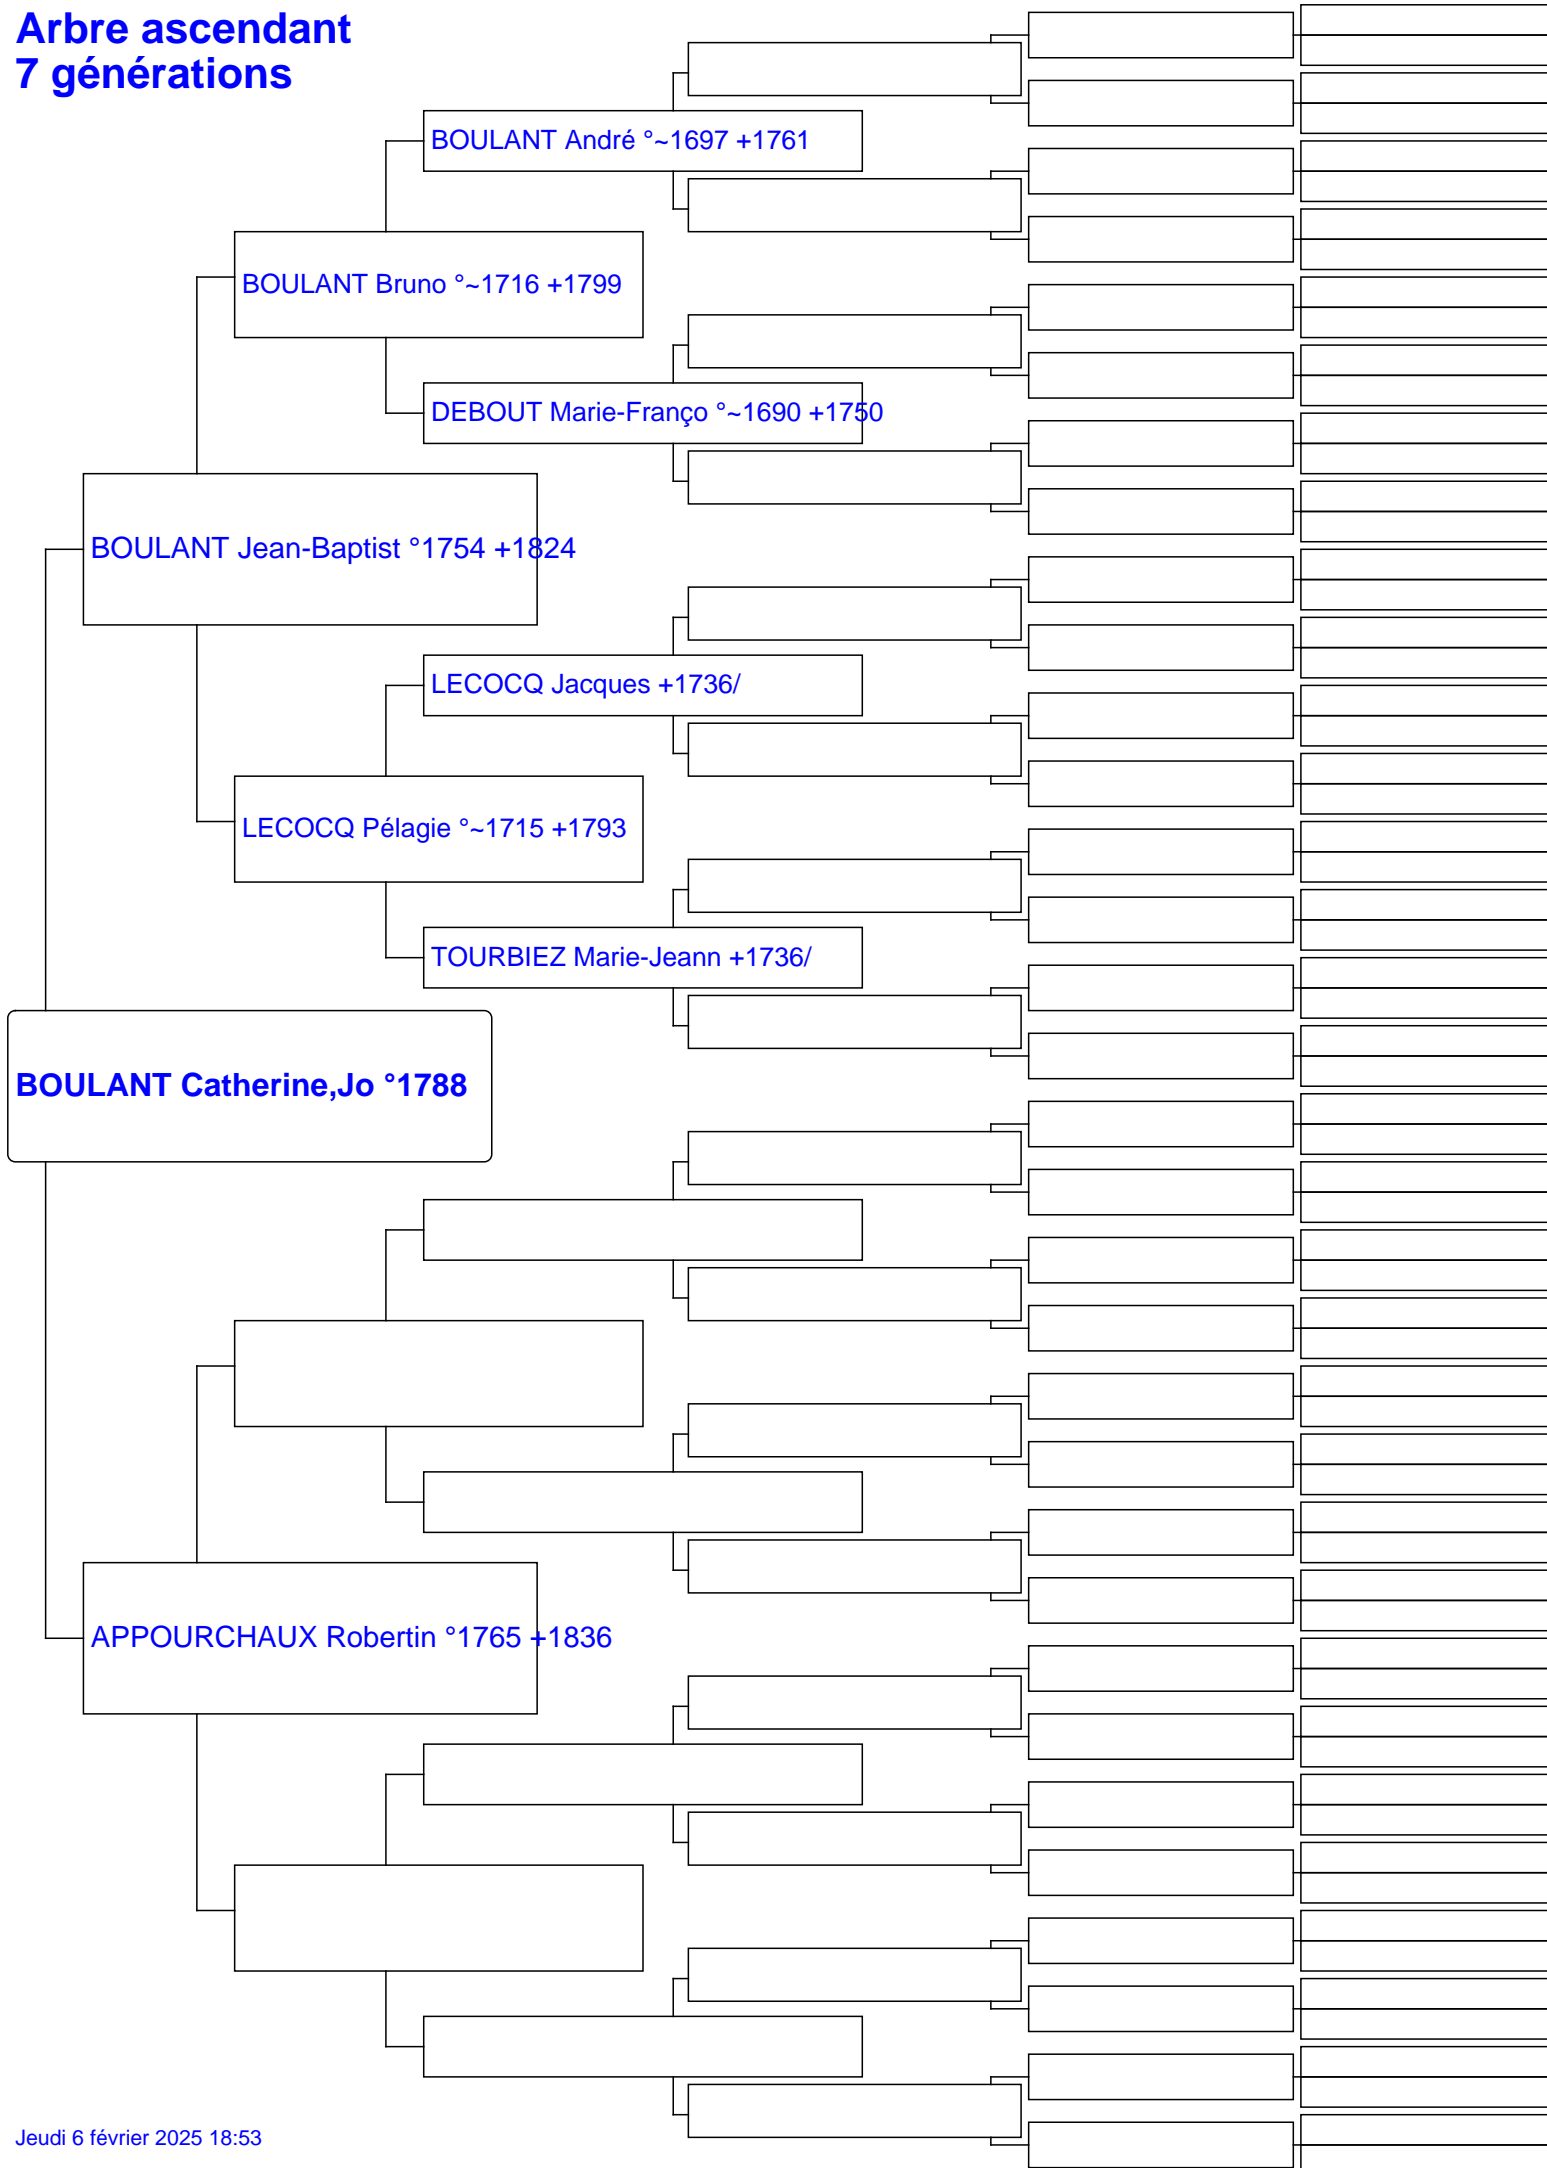 Arbre ascendant
7 générations
BOULANT André °~1697 +1761
BOULANT Bruno °~1716 +1799
DEBOUT Marie-Franço °~1690 +1750
BOULANT Jean-Baptist °1754 +1824
LECOCQ Jacques +1736/
LECOCQ Pélagie °~1715 +1793
TOURBIEZ Marie-Jeann +1736/
BOULANT Catherine,Jo °1788
APPOURCHAUX Robertin °1765 +1836
Jeudi 6 février 2025 18:53